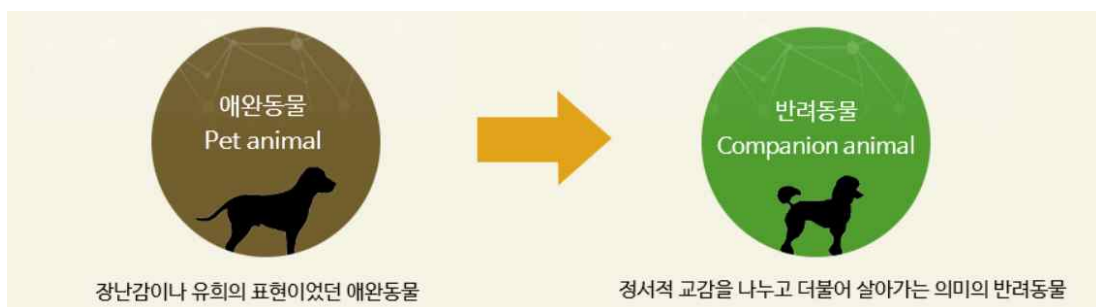 애완동물
Pet animal
반려동물
Companion animal
장난감이나 유희의 표현이었던 애완동물
정서적 교감을 나누고 더불어 살아가는 의미의 반려동물